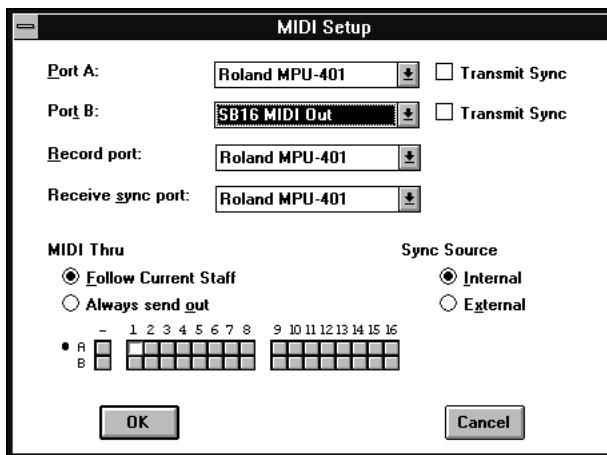 MIDI Setup
Port A: Roland MPU-401 Transmit Sync
Port B: SB16 MIDI Out Transmit Sync
Record port: Roland MPU-401
Receive sync port: Roland MPU-401
MIDI Thru
Follow Current Staff
Always send out
Sync Source
Internal
External
- 1 2 3 4 5 6 7 8 9 10 11 12 13 14 15 16
A
B
OK Cancel